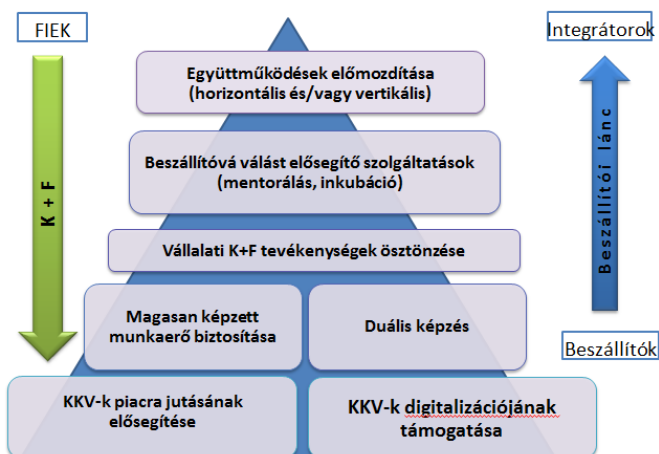 FIEK
Integrátorok
Együttműködések előmozdítása
(horizontális és/vagy vertikális)
Beszállítóvá válást elősegítő szolgáltatások
(mentorálás, inkubáció)
K + F
Beszállítói lánc
Vállalati K+F tevékenységek ösztönzése
Magasan képzett
munkaerő biztosítása
Duális képzés
Beszállítók
KKV-k piacra jutásának
elősegítése
KKV-k digitalizációjának
támogatása